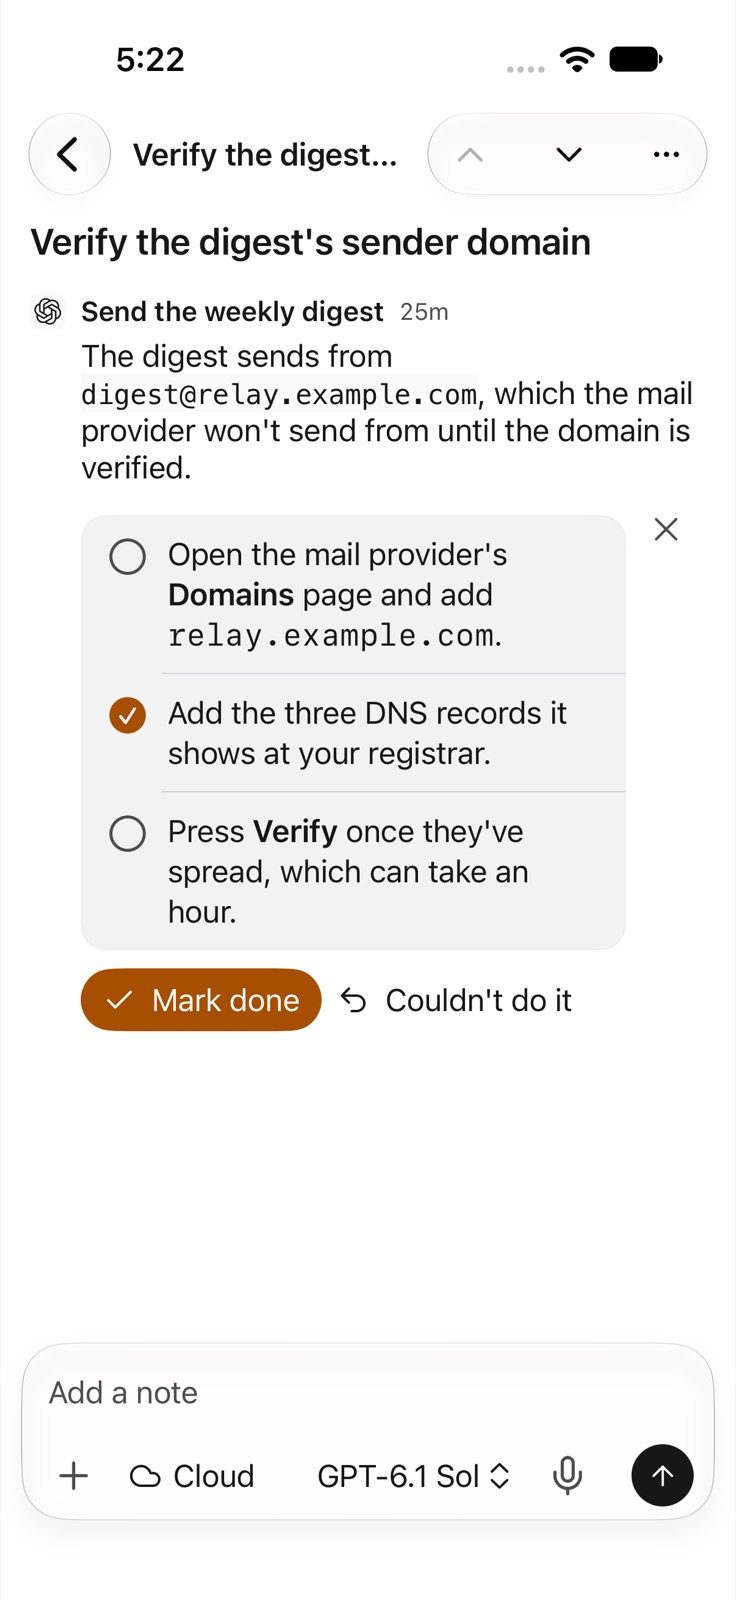 5:22
Verify the digest...
Verify the digest's sender domain
Send the weekly digest 25m
The digest sends from
digest@relay.example.com, which the mail
provider won't send from until the domain is
verified.
Open the mail provider's
Domains page and add
relay.example.com.
Add the three DNS records it
shows at your registrar.
Press Verify once they've
spread, which can take an
hour.
Mark done
Couldn't do it
Add a note
Cloud
GPT-6.1 Sol